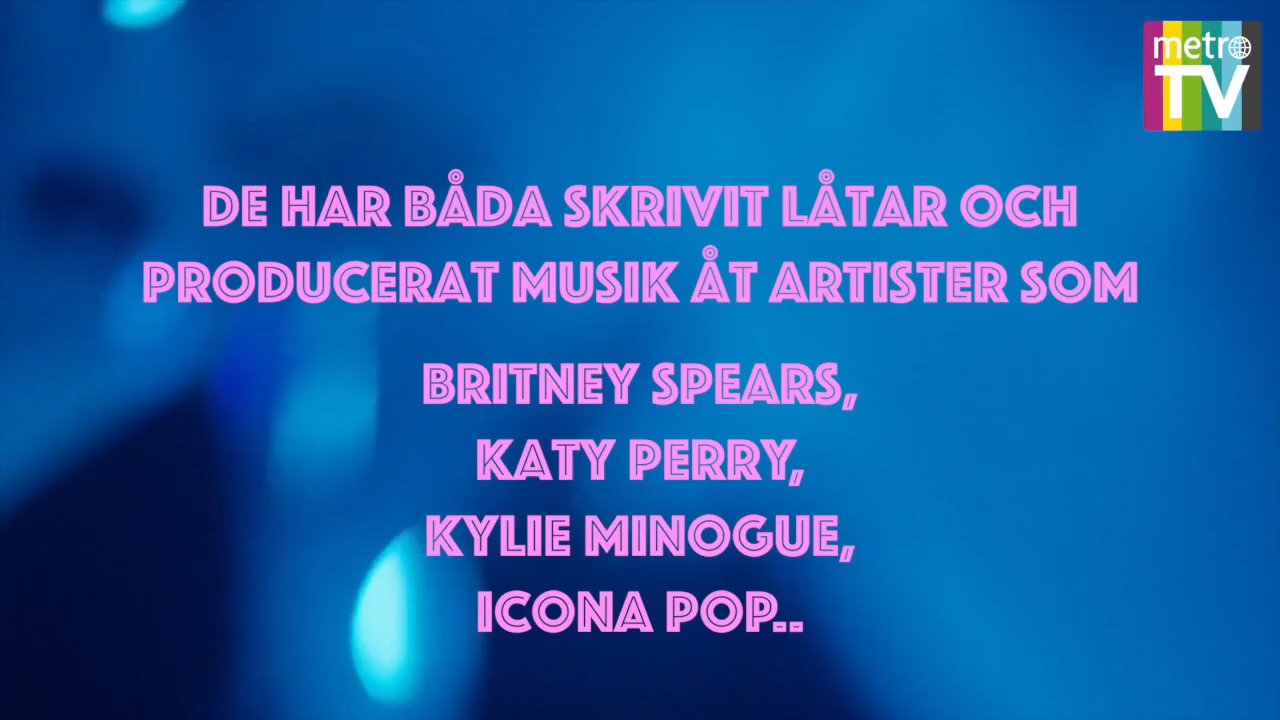 metro
TV
DE HAR BÅDA SKRIVIT LÅTAR OCH
PRODUCERAT MUSIK ÅT ARTISTER SOM
BRITNEY SPEARS,
KATY PERRY,
KYLIE MINOGUE,
ICONA POP..